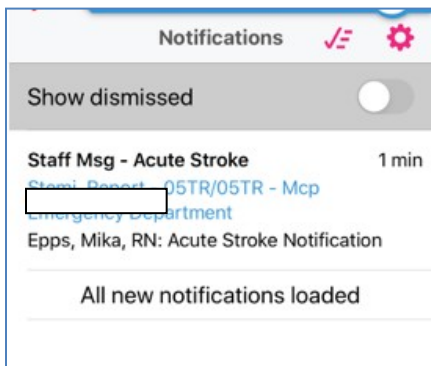 Notifications
Show dismissed
Staff Msg - Acute Stroke 1 min
05TR/05TR - Mcp
Department
Epps, Mika, RN: Acute Stroke Notification
All new notifications loaded